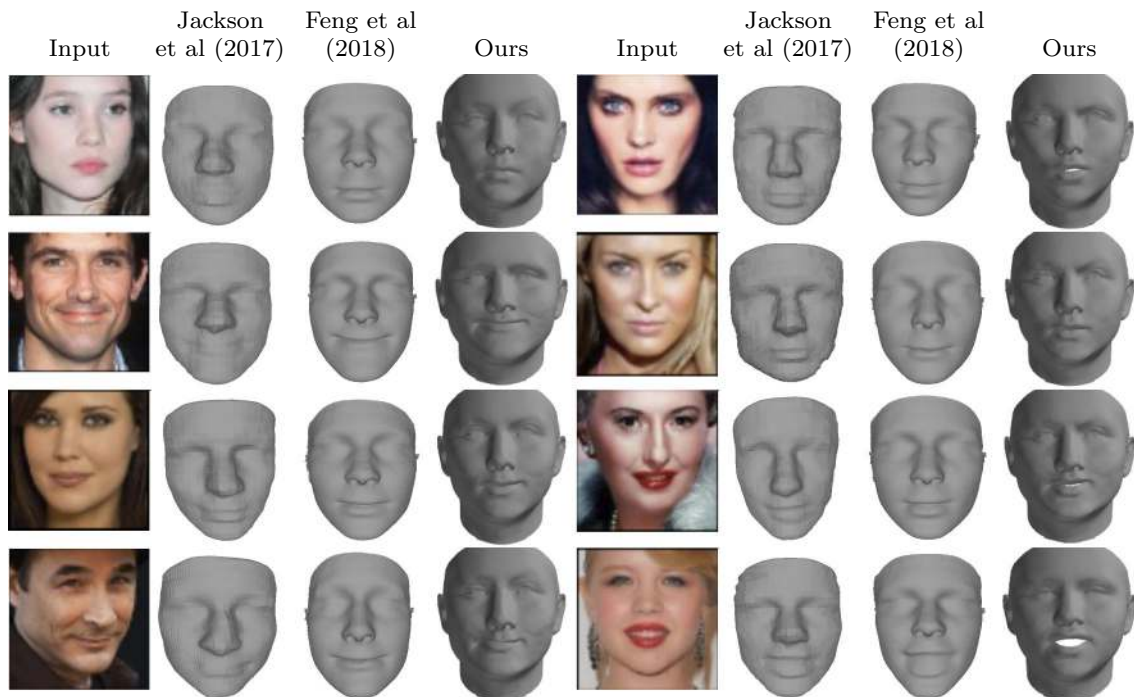 Input
Jackson
et al (2017)
Feng et al
(2018)
Ours
Input
Jackson
et al (2017)
Feng et al
(2018)
Ours